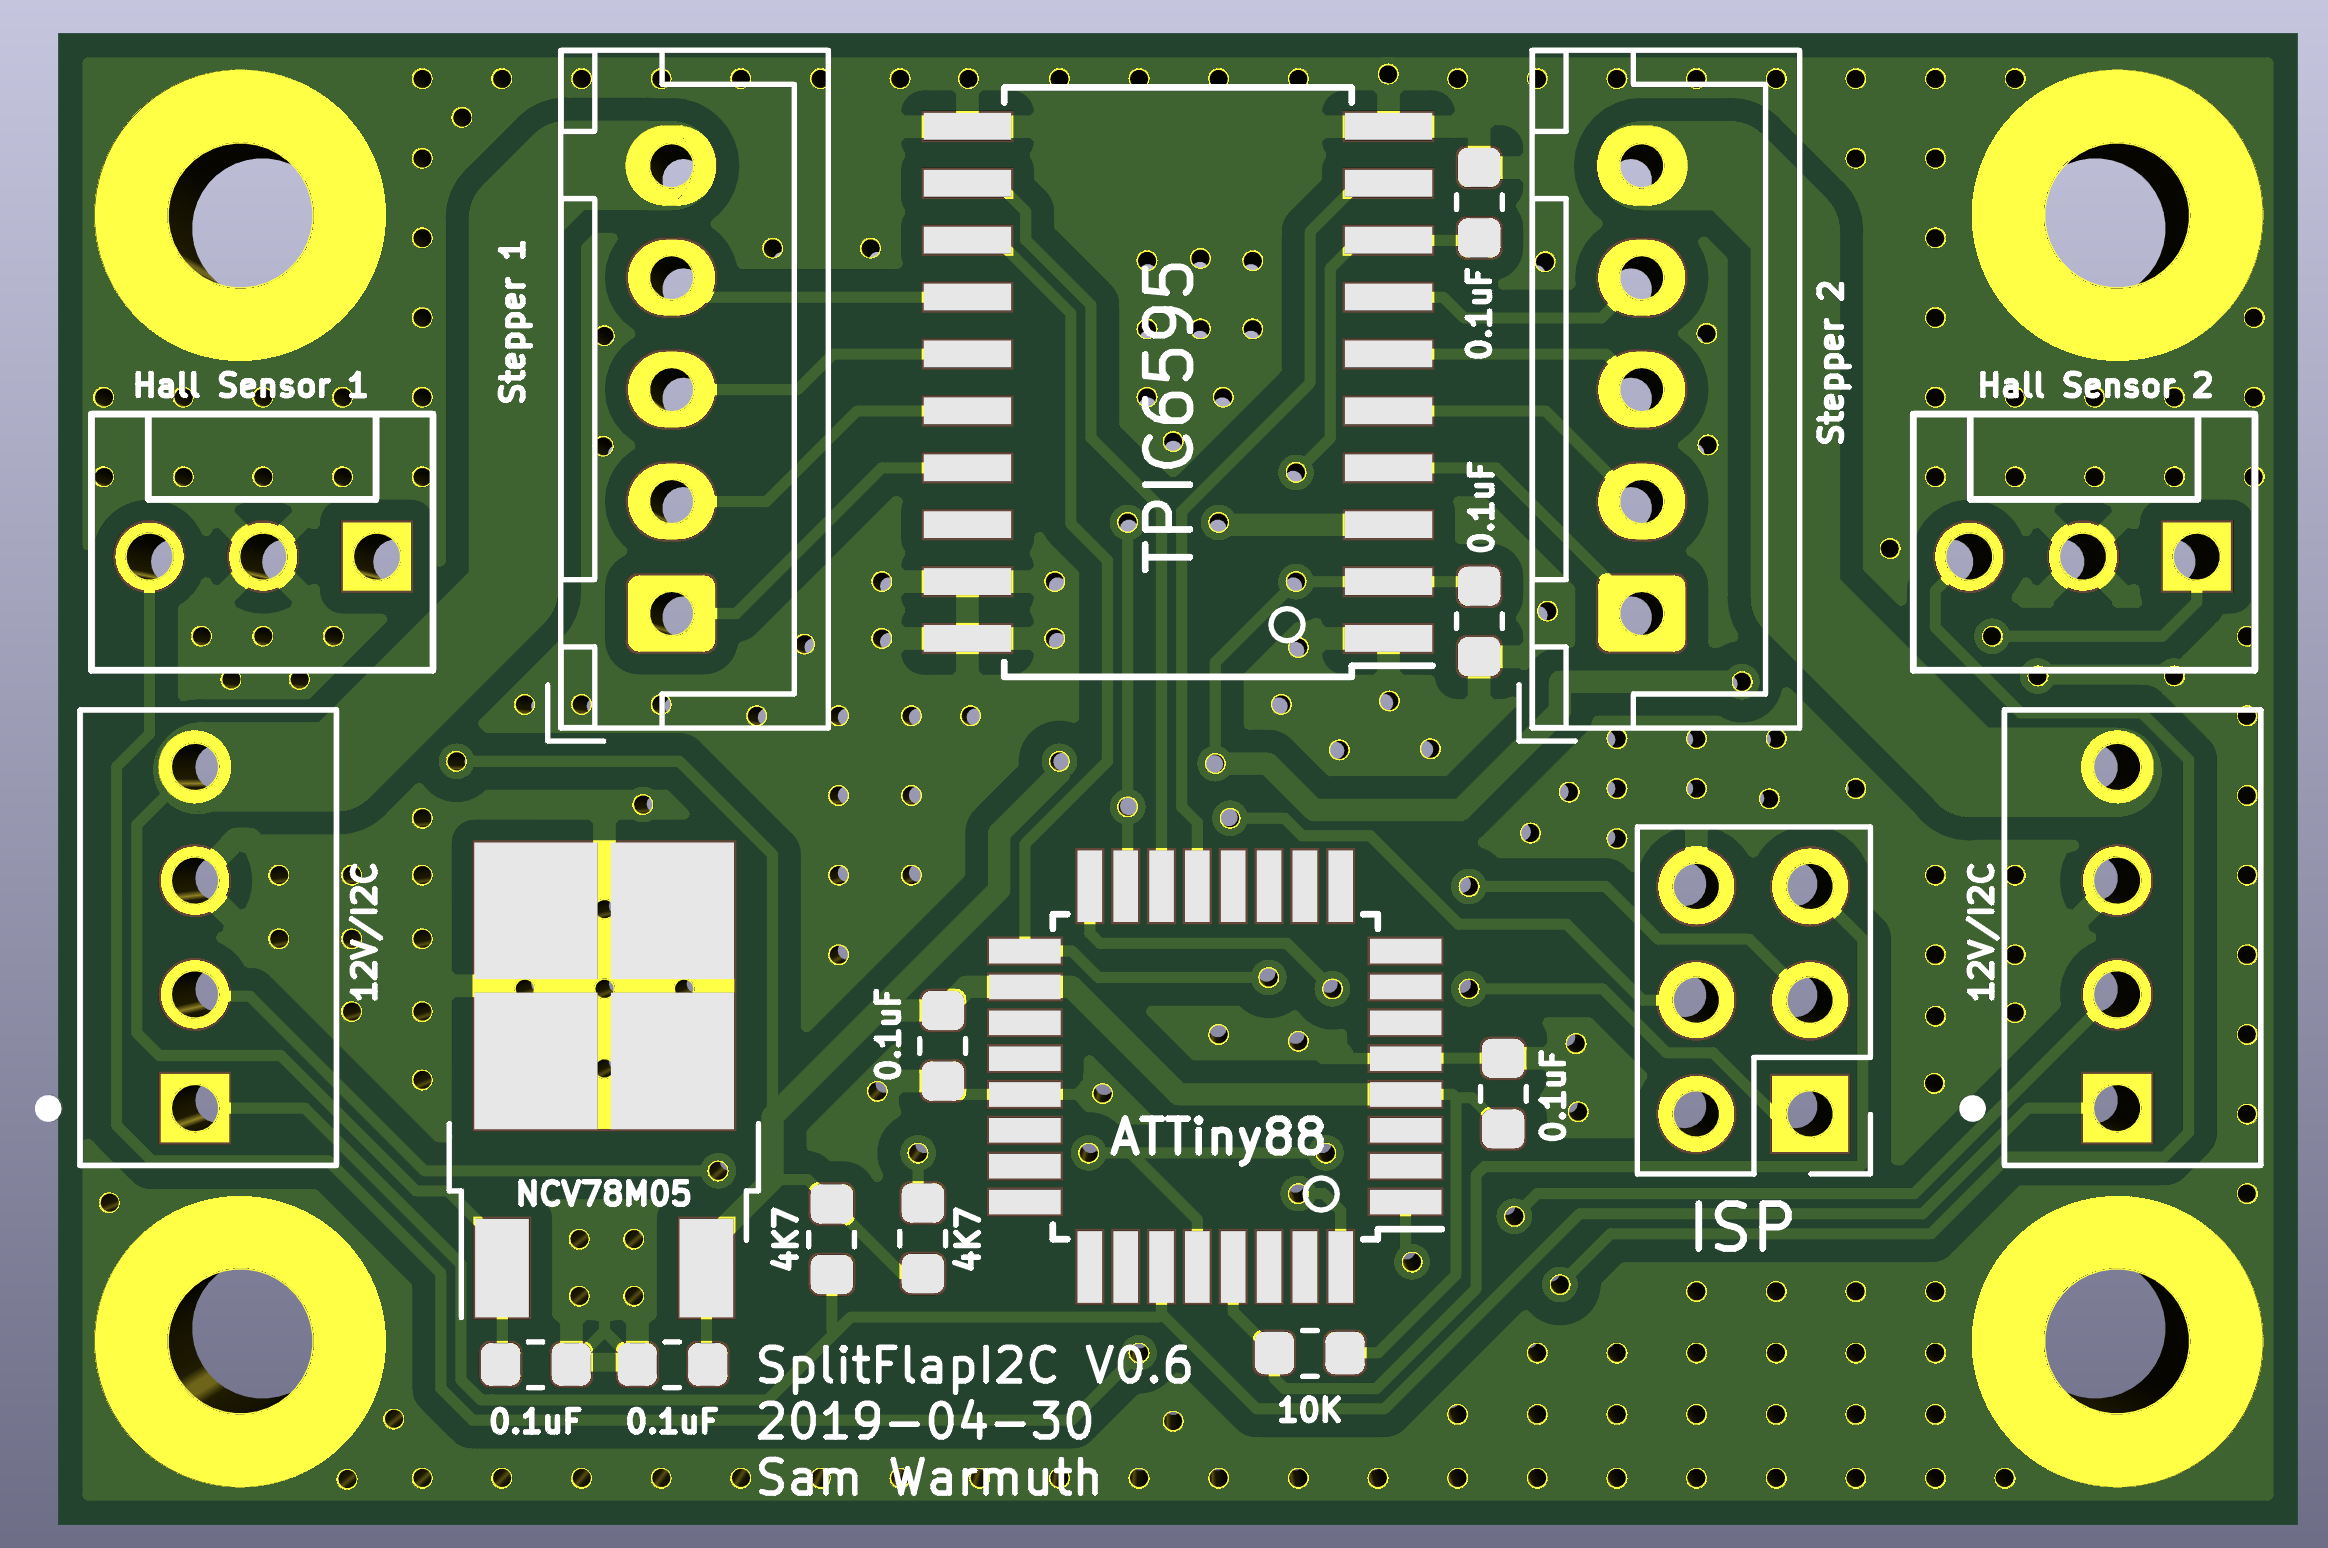 Stepper 1
Stepper 2
TPIC6595
0.1uF
0.1uF
Hall Sensor 1
Hall Sensor 2
12V/I2C
12V/I2C
0.1uF
0.1uF
ATTiny88
NCV78M05
4K7
4K7
ISP
0.1uF
0.1uF
10K
SplitFlapI2C V0.6
2019-04-30
Sam Warmuth